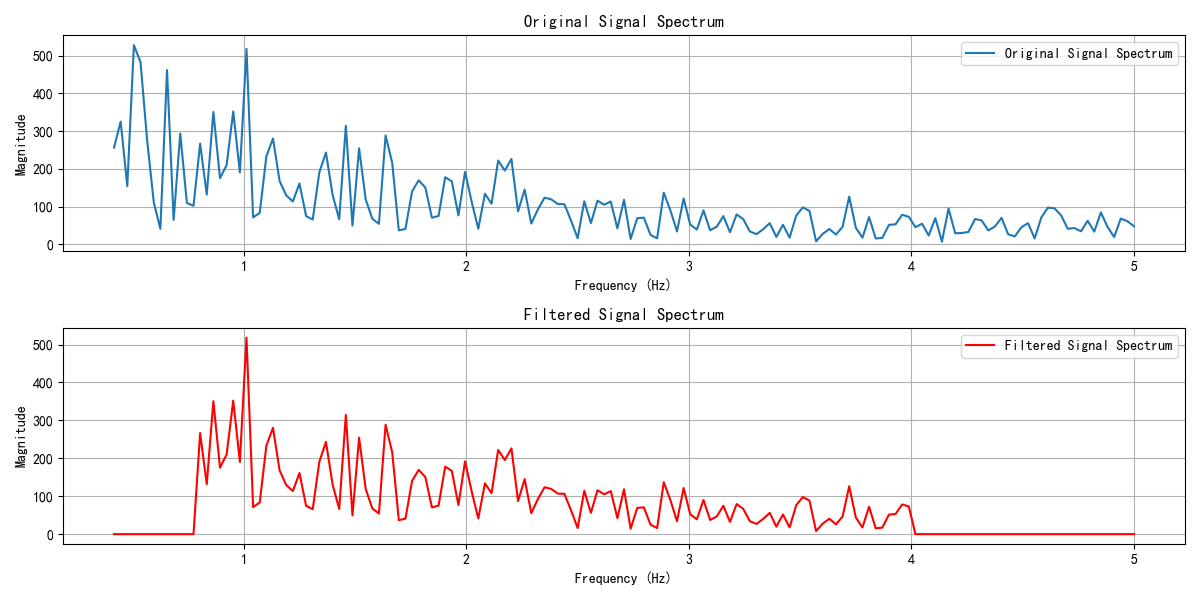 Original Signal Spectrum
Original Signal Spectrum
Magnitude
500
400
300
200
100
0
1
2
3
4
5
Frequency (Hz)
Filtered Signal Spectrum
Filtered Signal Spectrum
Magnitude
500
400
300
200
100
0
1
2
3
4
5
Frequency (Hz)